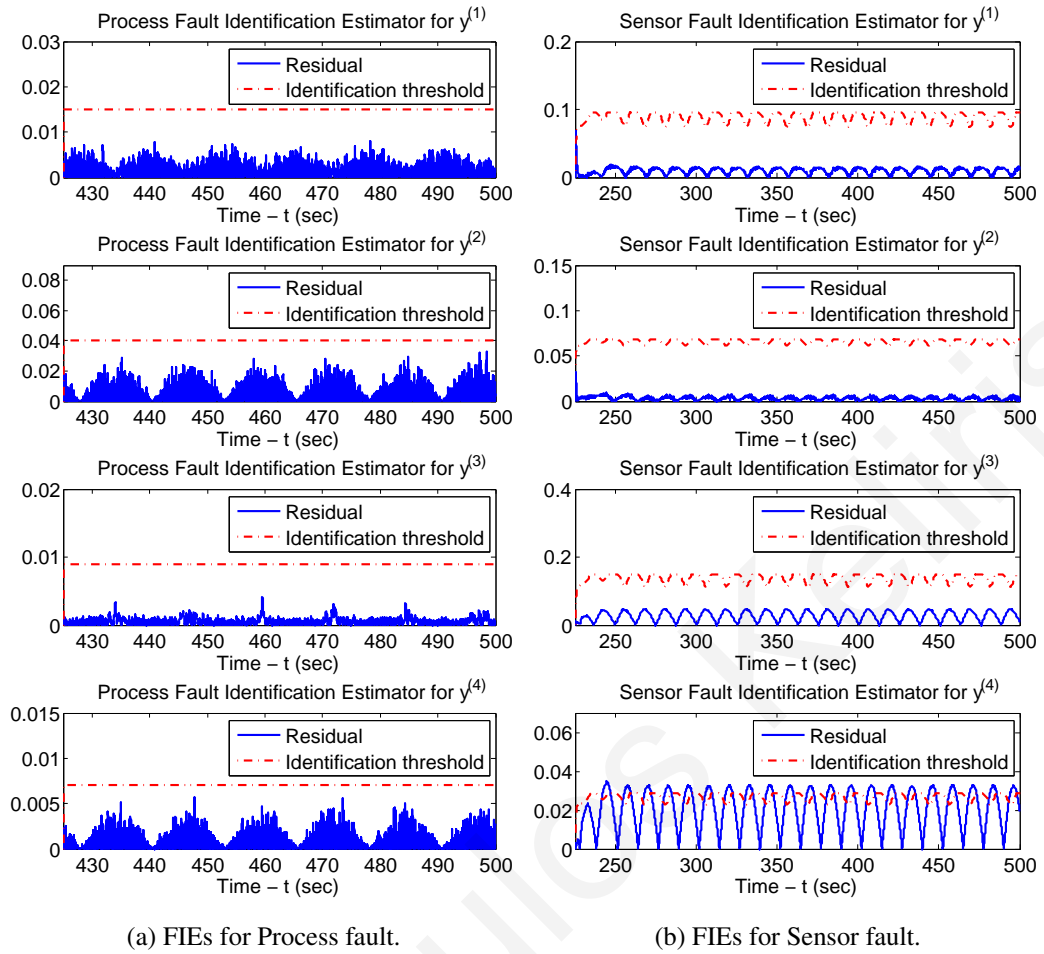 Process Fault Identification Estimator for y(1)
0.03
0.02
0.01
0
Residual
Identification threshold
430 440 450 460 470 480 490 500
Time − t (sec)
Sensor Fault Identification Estimator for y(1)
0.2
0.1
0
Residual
Identification threshold
250 300 350 400 450 500
Time − t (sec)
Process Fault Identification Estimator for y(2)
0.08
0.06
0.04
0.02
0
Residual
Identification threshold
430 440 450 460 470 480 490 500
Time − t (sec)
Sensor Fault Identification Estimator for y(2)
0.15
0.1
0.05
0
Residual
Identification threshold
250 300 350 400 450 500
Time − t (sec)
Process Fault Identification Estimator for y(3)
0.02
0.01
0
Residual
Identification threshold
430 440 450 460 470 480 490 500
Time − t (sec)
Sensor Fault Identification Estimator for y(3)
0.4
0.2
0
Residual
Identification threshold
250 300 350 400 450 500
Time − t (sec)
Process Fault Identification Estimator for y(4)
0.015
0.01
0.005
0
Residual
Identification threshold
430 440 450 460 470 480 490 500
Time − t (sec)
Sensor Fault Identification Estimator for y(4)
0.06
0.04
0.02
0
Residual
Identification threshold
250 300 350 400 450 500
Time − t (sec)
(a) FIEs for Process fault.
(b) FIEs for Sensor fault.